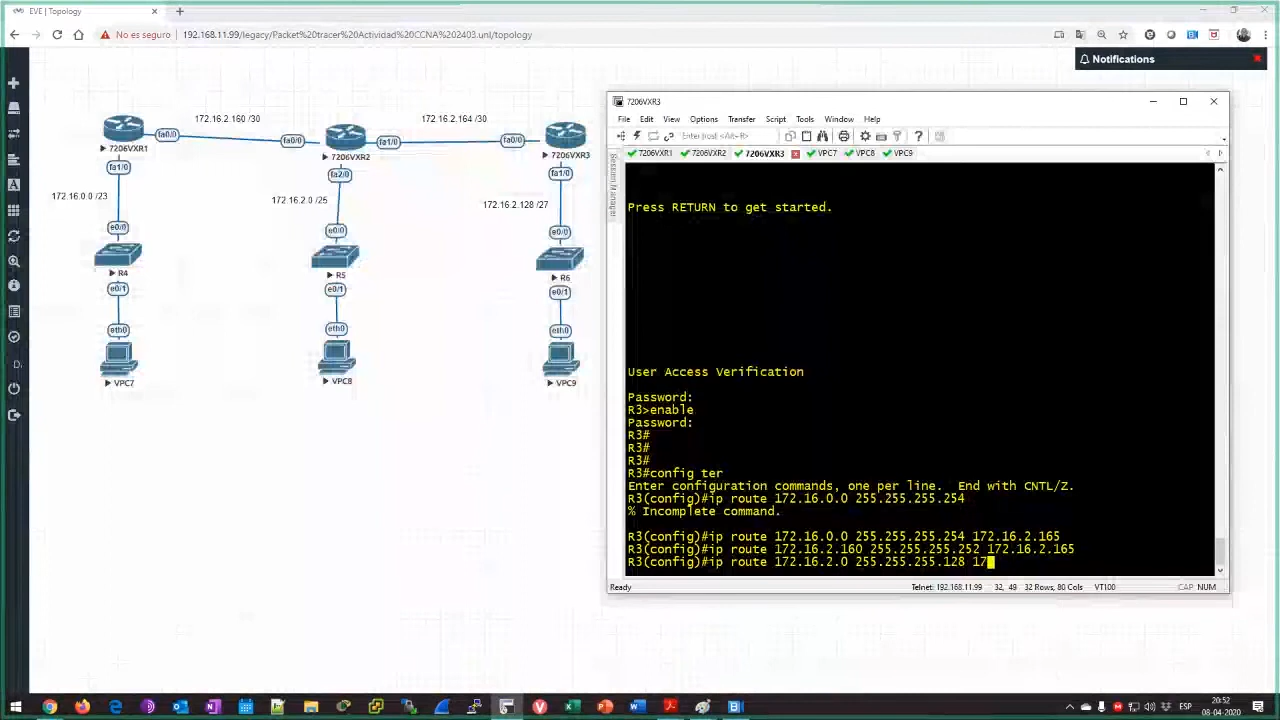 EVE | Topology
No es seguro
192.168.11.99/legacy/Packet%20tracer%20Actividad%20CCNA%202403.unl/topology
Notifications
172.16.2.160 /30
172.16.2.164 /30
fa0/0
fa0/0
fa1/0
fa0/0
7206VXR1
7206VXR2
7206VXR3
fa1/0
fa2/0
fa1/0
172.16.0.0 /23
172.16.2.0 /25
172.16.2.128 /27
e0/0
e0/0
e0/0
R4
R5
R6
e0/1
e0/1
e0/1
eth0
eth0
eth0
VPC7
VPC8
VPC9
7206VXR3
File Edit View Options Transfer Script Tools Window Help
Enter host <Alt+R>
7206VXR1 7206VXR2 7206VXR3 VPC7 VPC8 VPC9
Session Manager
Press RETURN to get started.
User Access Verification
Password:
R3>enable
Password:
R3#
R3#
R3#
R3#config ter
Enter configuration commands, one per line.  End with CNTL/Z.
R3(config)#ip route 172.16.0.0 255.255.255.254
% Incomplete command.
R3(config)#ip route 172.16.0.0 255.255.255.254 172.16.2.165
R3(config)#ip route 172.16.2.160 255.255.255.252 172.16.2.165
R3(config)#ip route 172.16.2.0 255.255.255.128 17
Ready
Telnet: 192.168.11.99 32, 49 32 Rows, 80 Cols VT100 CAP NUM
20:52
ESP
08-04-2020